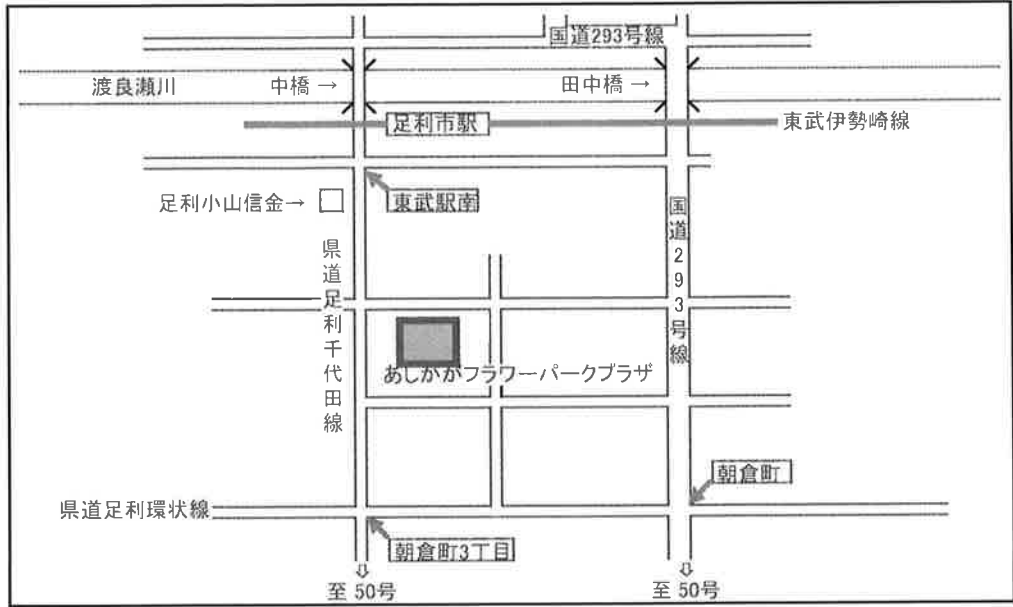 国道293号線
渡良瀬川
中橋→
田中橋→
足利市駅
東武伊勢崎線
足利小山信金→
東武駅南
国道293号線
県道足利千代田線
あしかがフラワーパークプラザ
朝倉町
県道足利環状線
朝倉町3丁目
至 50号
至 50号